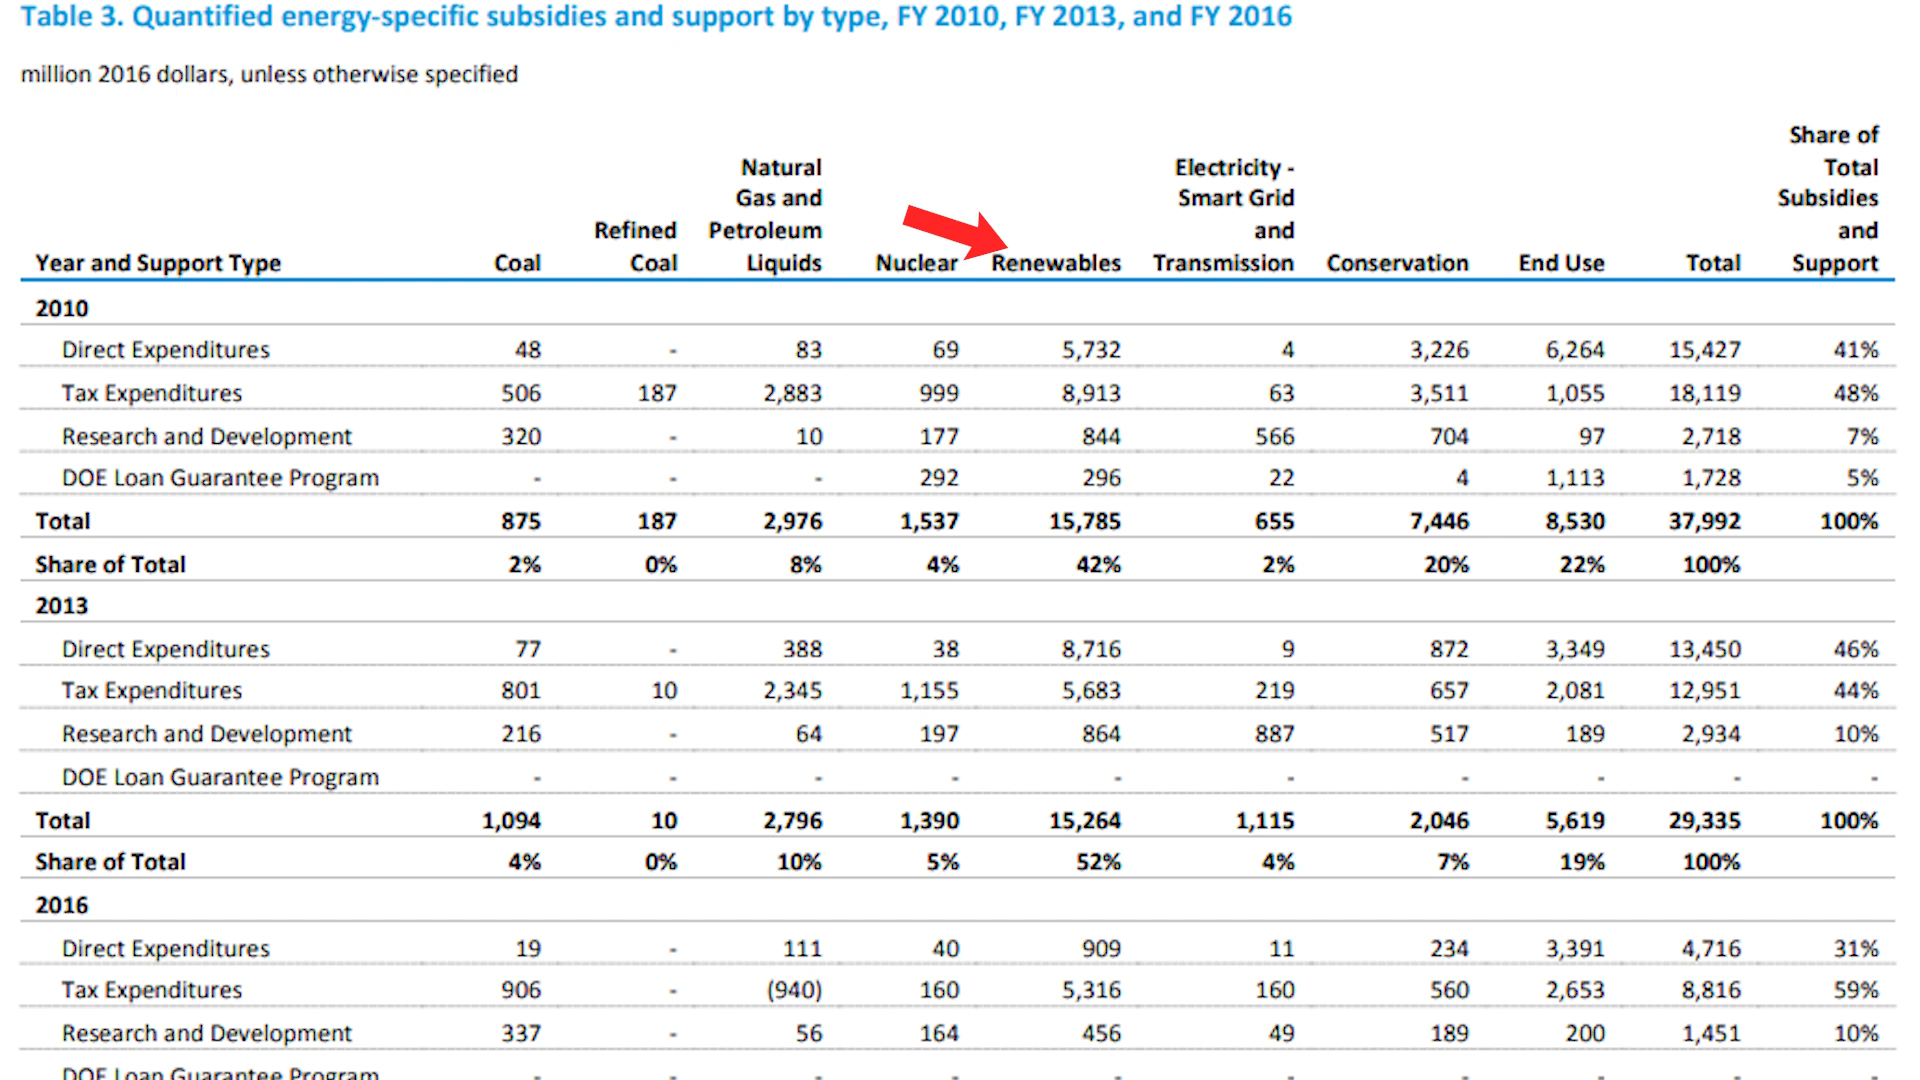 Table 3. Quantified energy-specific subsidies and support by type, FY 2010, FY 2013, and FY 2016
million 2016 dollars, unless otherwise specified
Share of
Natural Electricity - Total
Gas and Smart Grid Subsidies
Refined Petroleum and and
Year and Support Type Coal Coal Liquids Nuclear Renewables Transmission Conservation End Use Total Support
2010
Direct Expenditures 48 - 83 69 5,732 4 3,226 6,264 15,427 41%
Tax Expenditures 506 187 2,883 999 8,913 63 3,511 1,055 18,119 48%
Research and Development 320 - 10 177 844 566 704 97 2,718 7%
DOE Loan Guarantee Program - - - 292 296 22 4 1,113 1,728 5%
Total 875 187 2,976 1,537 15,785 655 7,446 8,530 37,992 100%
Share of Total 2% 0% 8% 4% 42% 2% 20% 22% 100%
2013
Direct Expenditures 77 - 388 38 8,716 9 872 3,349 13,450 46%
Tax Expenditures 801 10 2,345 1,155 5,683 219 657 2,081 12,951 44%
Research and Development 216 - 64 197 864 887 517 189 2,934 10%
DOE Loan Guarantee Program - - - - - - - - - -
Total 1,094 10 2,796 1,390 15,264 1,115 2,046 5,619 29,335 100%
Share of Total 4% 0% 10% 5% 52% 4% 7% 19% 100%
2016
Direct Expenditures 19 - 111 40 909 11 234 3,391 4,716 31%
Tax Expenditures 906 - (940) 160 5,316 160 560 2,653 8,816 59%
Research and Development 337 - 56 164 456 49 189 200 1,451 10%
DOE Loan Guarantee Program - - - - - - - - - -